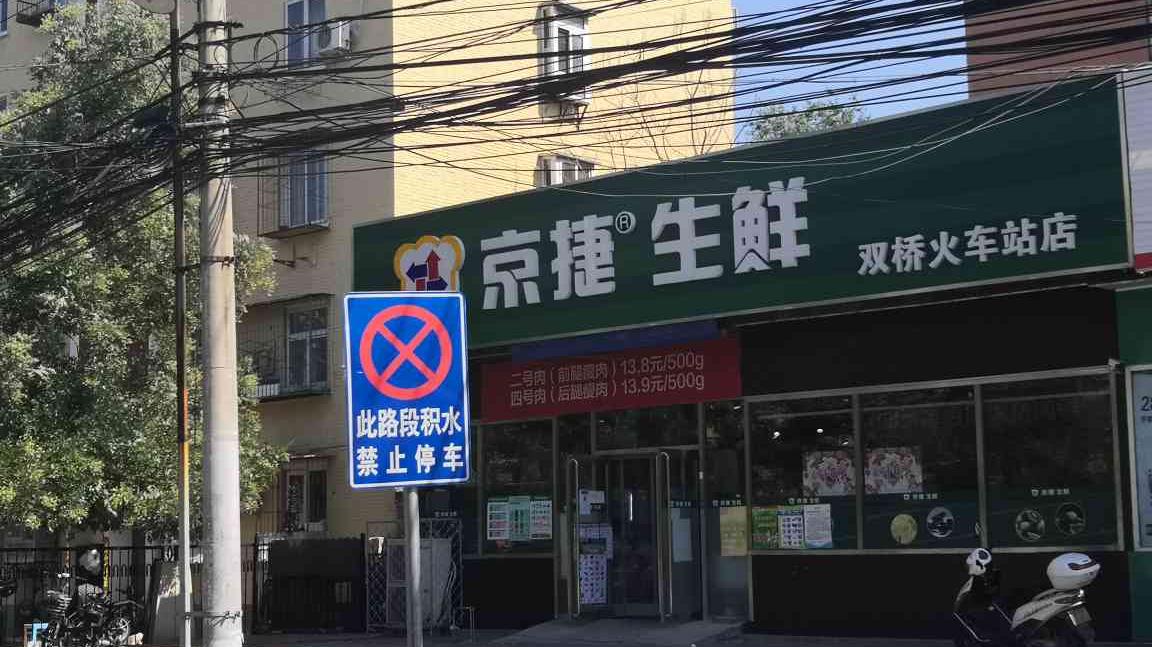 京捷® 生鲜
双桥火车站店
二号肉（前腿瘦肉）13.8元/500g
四号肉（后腿瘦肉）13.9元/500g
此路段积水
禁止停车